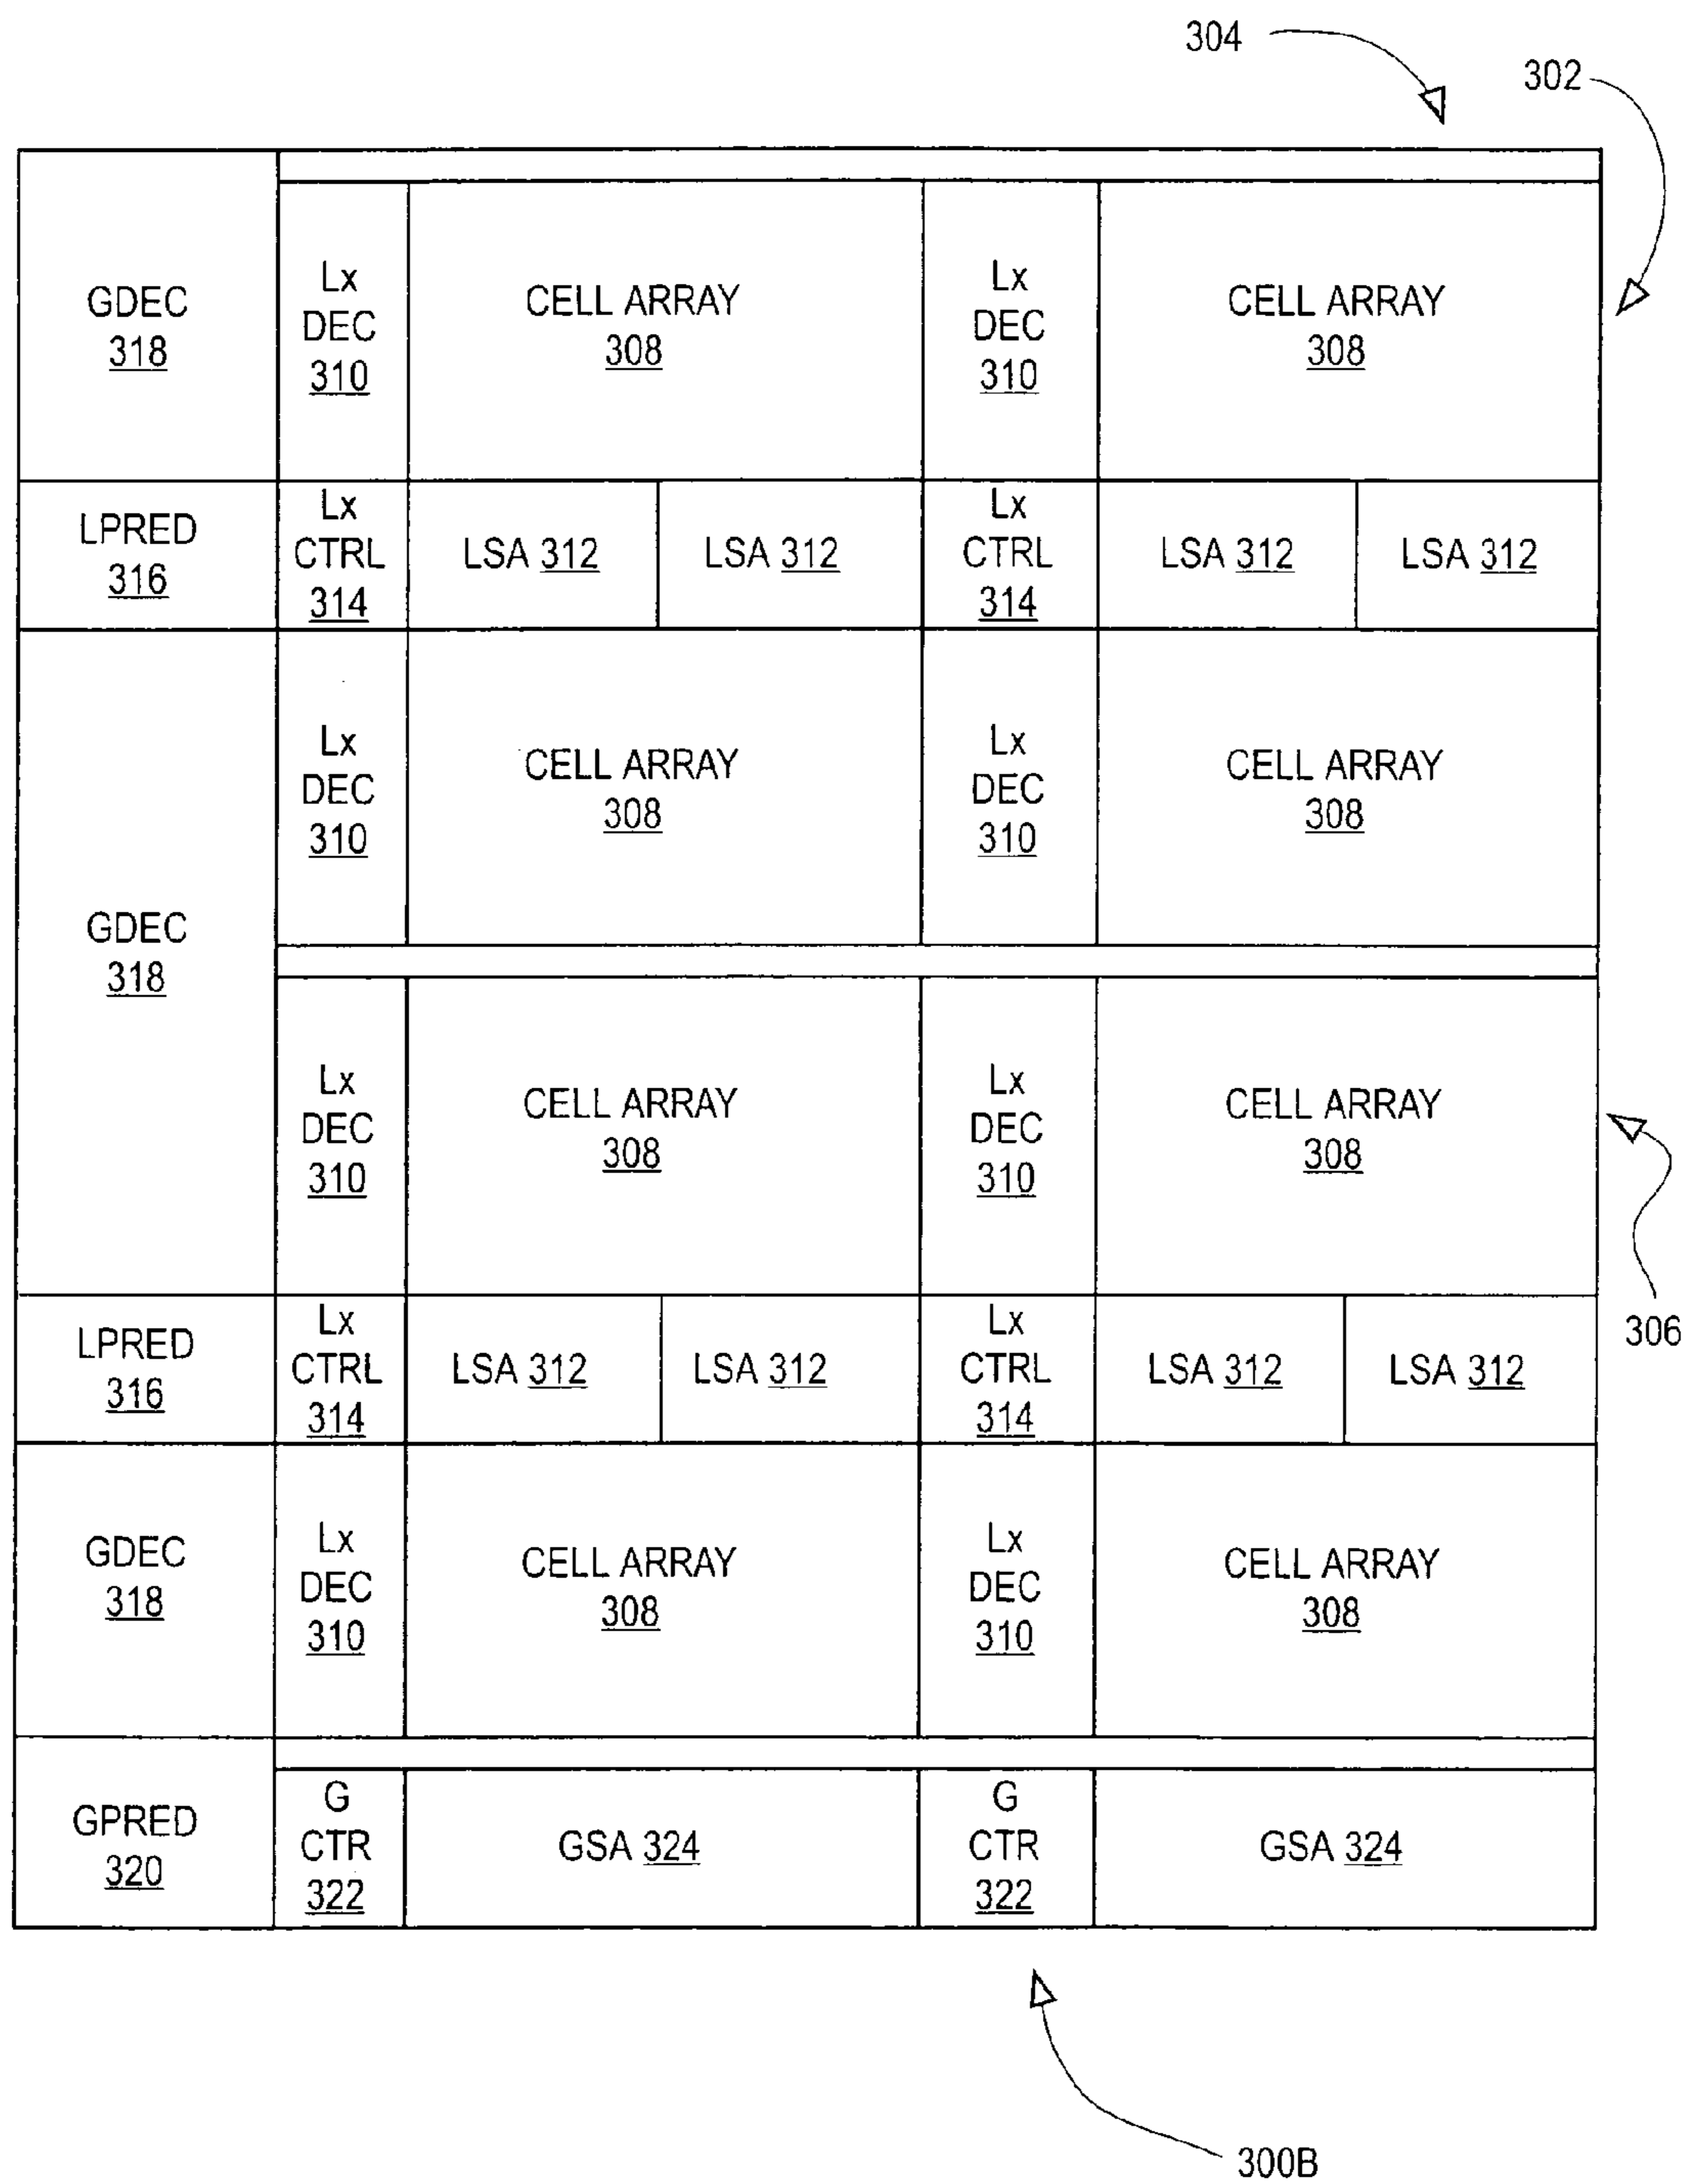 304
302
GDEC
318
Lx
DEC
310
CELL ARRAY
308
Lx
DEC
310
CELL ARRAY
308
LPRED
316
Lx
CTRL
314
LSA 312
LSA 312
Lx
CTRL
314
LSA 312
LSA 312
GDEC
318
Lx
DEC
310
CELL ARRAY
308
Lx
DEC
310
CELL ARRAY
308
Lx
DEC
310
CELL ARRAY
308
Lx
DEC
310
CELL ARRAY
308
306
LPRED
316
Lx
CTRL
314
LSA 312
LSA 312
Lx
CTRL
314
LSA 312
LSA 312
GDEC
318
Lx
DEC
310
CELL ARRAY
308
Lx
DEC
310
CELL ARRAY
308
GPRED
320
G
CTR
322
GSA 324
G
CTR
322
GSA 324
300B